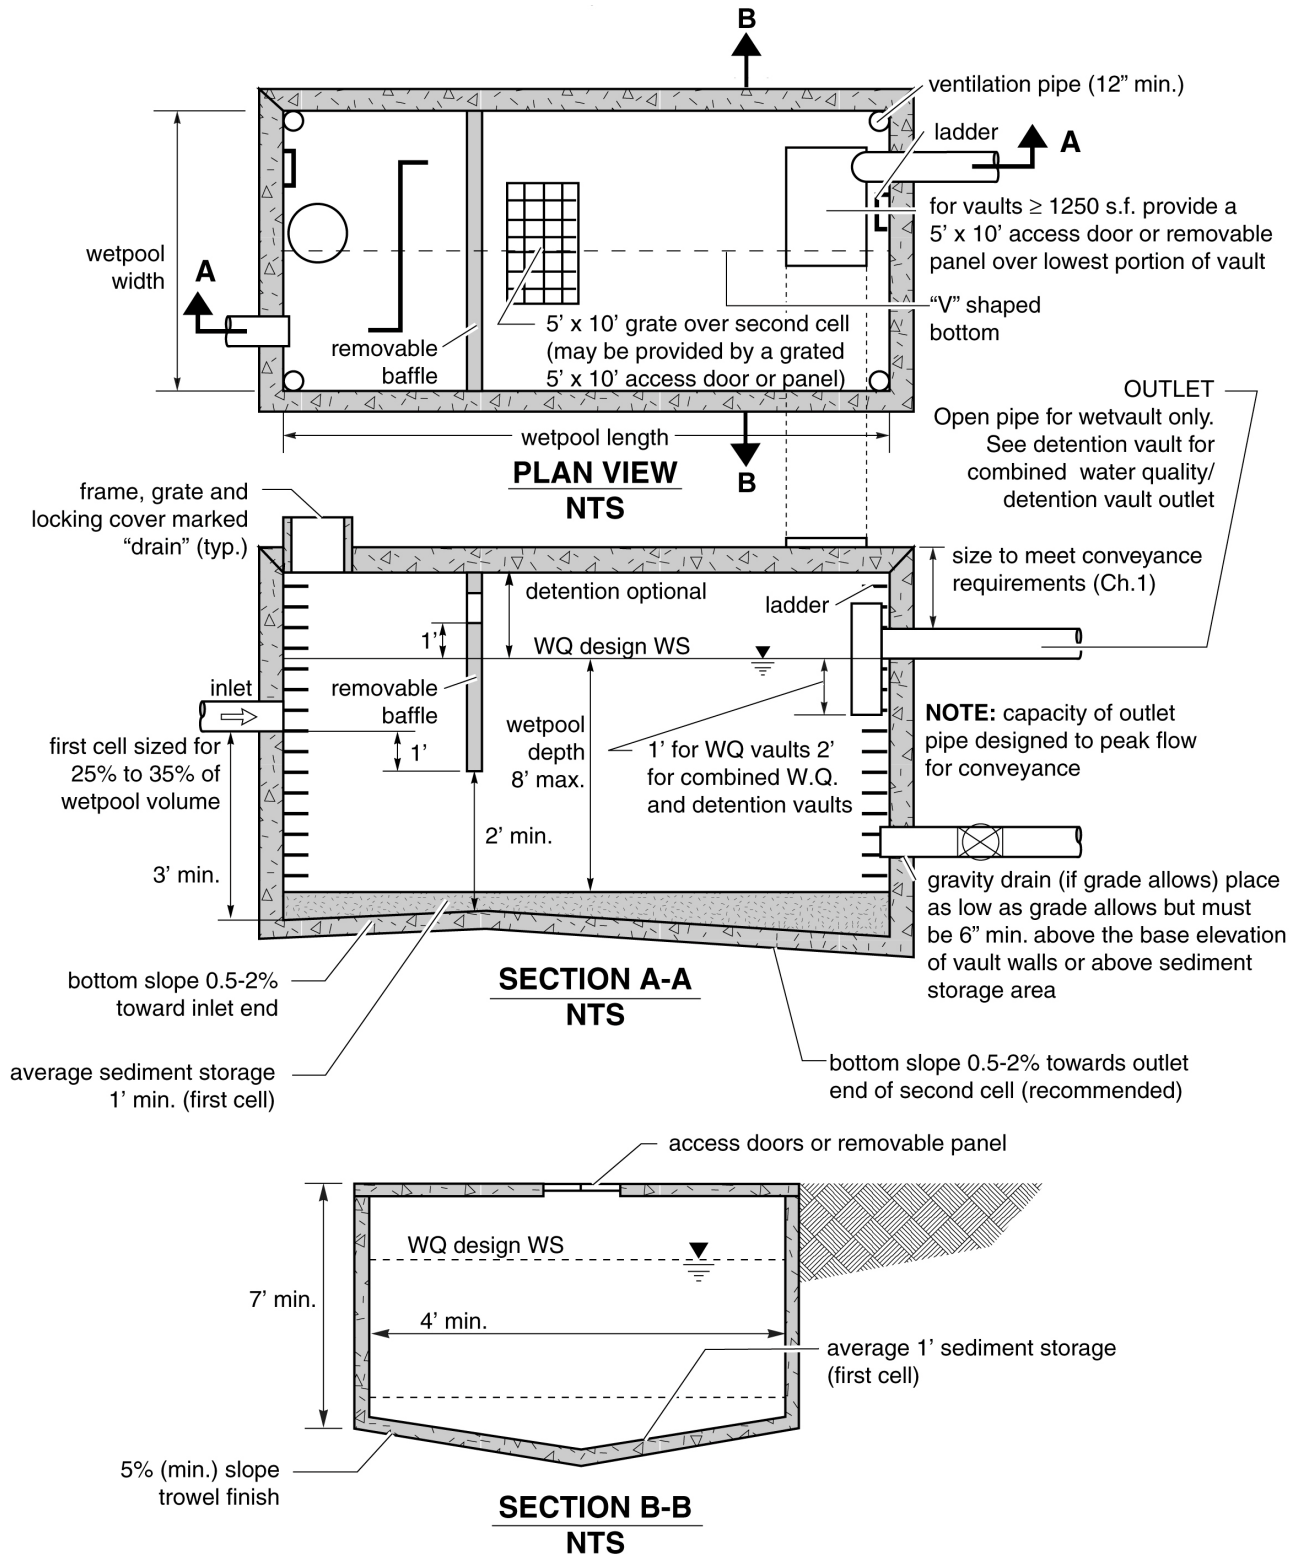 B
ventilation pipe (12” min.)
ladder
A
for vaults ≥ 1250 s.f. provide a
5’ x 10’ access door or removable
panel over lowest portion of vault
wetpool
width
A
“V” shaped
bottom
5’ x 10’ grate over second cell
(may be provided by a grated
5’ x 10’ access door or panel)
removable
baffle
wetpool length
B
PLAN VIEW
NTS
OUTLET
Open pipe for wetvault only.
See detention vault for
combined water quality/
detention vault outlet
frame, grate and
locking cover marked
“drain” (typ.)
size to meet conveyance
requirements (Ch.1)
detention optional
ladder
1’
WQ design WS
inlet
removable
baffle
wetpool
depth
8’ max.
NOTE: capacity of outlet
pipe designed to peak flow
for conveyance
first cell sized for
25% to 35% of
wetpool volume
1’
1’ for WQ vaults 2’
for combined W.Q.
and detention vaults
2’ min.
3’ min.
gravity drain (if grade allows) place
as low as grade allows but must
be 6” min. above the base elevation
of vault walls or above sediment
storage area
bottom slope 0.5-2%
toward inlet end
SECTION A-A
NTS
average sediment storage
1’ min. (first cell)
bottom slope 0.5-2% towards outlet
end of second cell (recommended)
access doors or removable panel
WQ design WS
7’ min.
4’ min.
average 1’ sediment storage
(first cell)
5% (min.) slope
trowel finish
SECTION B-B
NTS